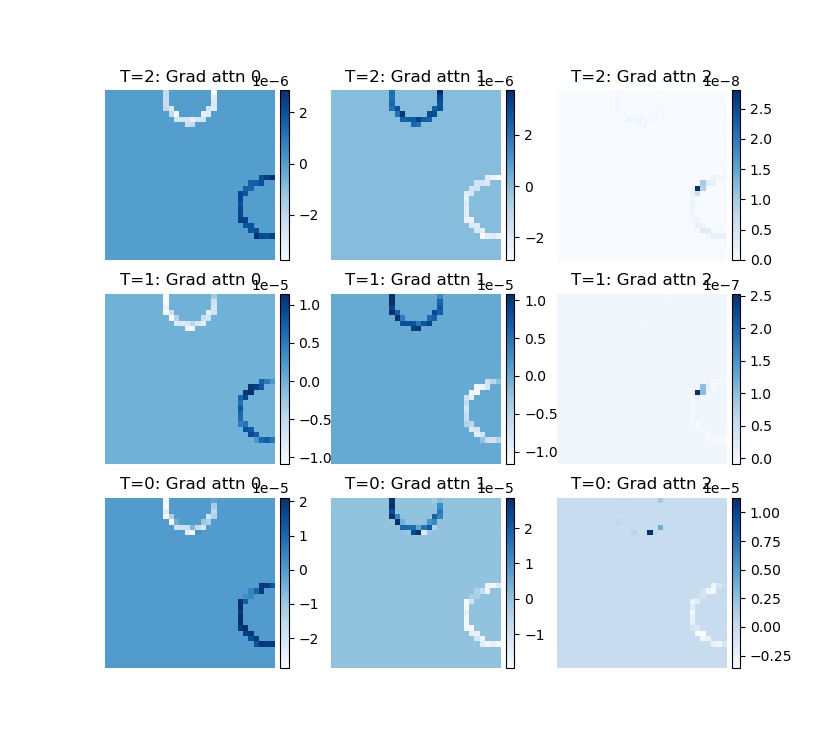 T=2: Grad attn 0
1e−6
2
0
−2
T=2: Grad attn 1
1e−6
2
0
−2
T=2: Grad attn 2
1e−8
2.5
2.0
1.5
1.0
0.5
0.0
T=1: Grad attn 0
1e−5
1.0
0.5
0.0
−0.5
−1.0
T=1: Grad attn 1
1e−5
1.0
0.5
0.0
−0.5
−1.0
T=1: Grad attn 2
1e−7
2.5
2.0
1.5
1.0
0.5
0.0
T=0: Grad attn 0
1e−5
2
1
0
−1
−2
T=0: Grad attn 1
1e−5
2
1
0
−1
T=0: Grad attn 2
1e−5
1.00
0.75
0.50
0.25
0.00
−0.25